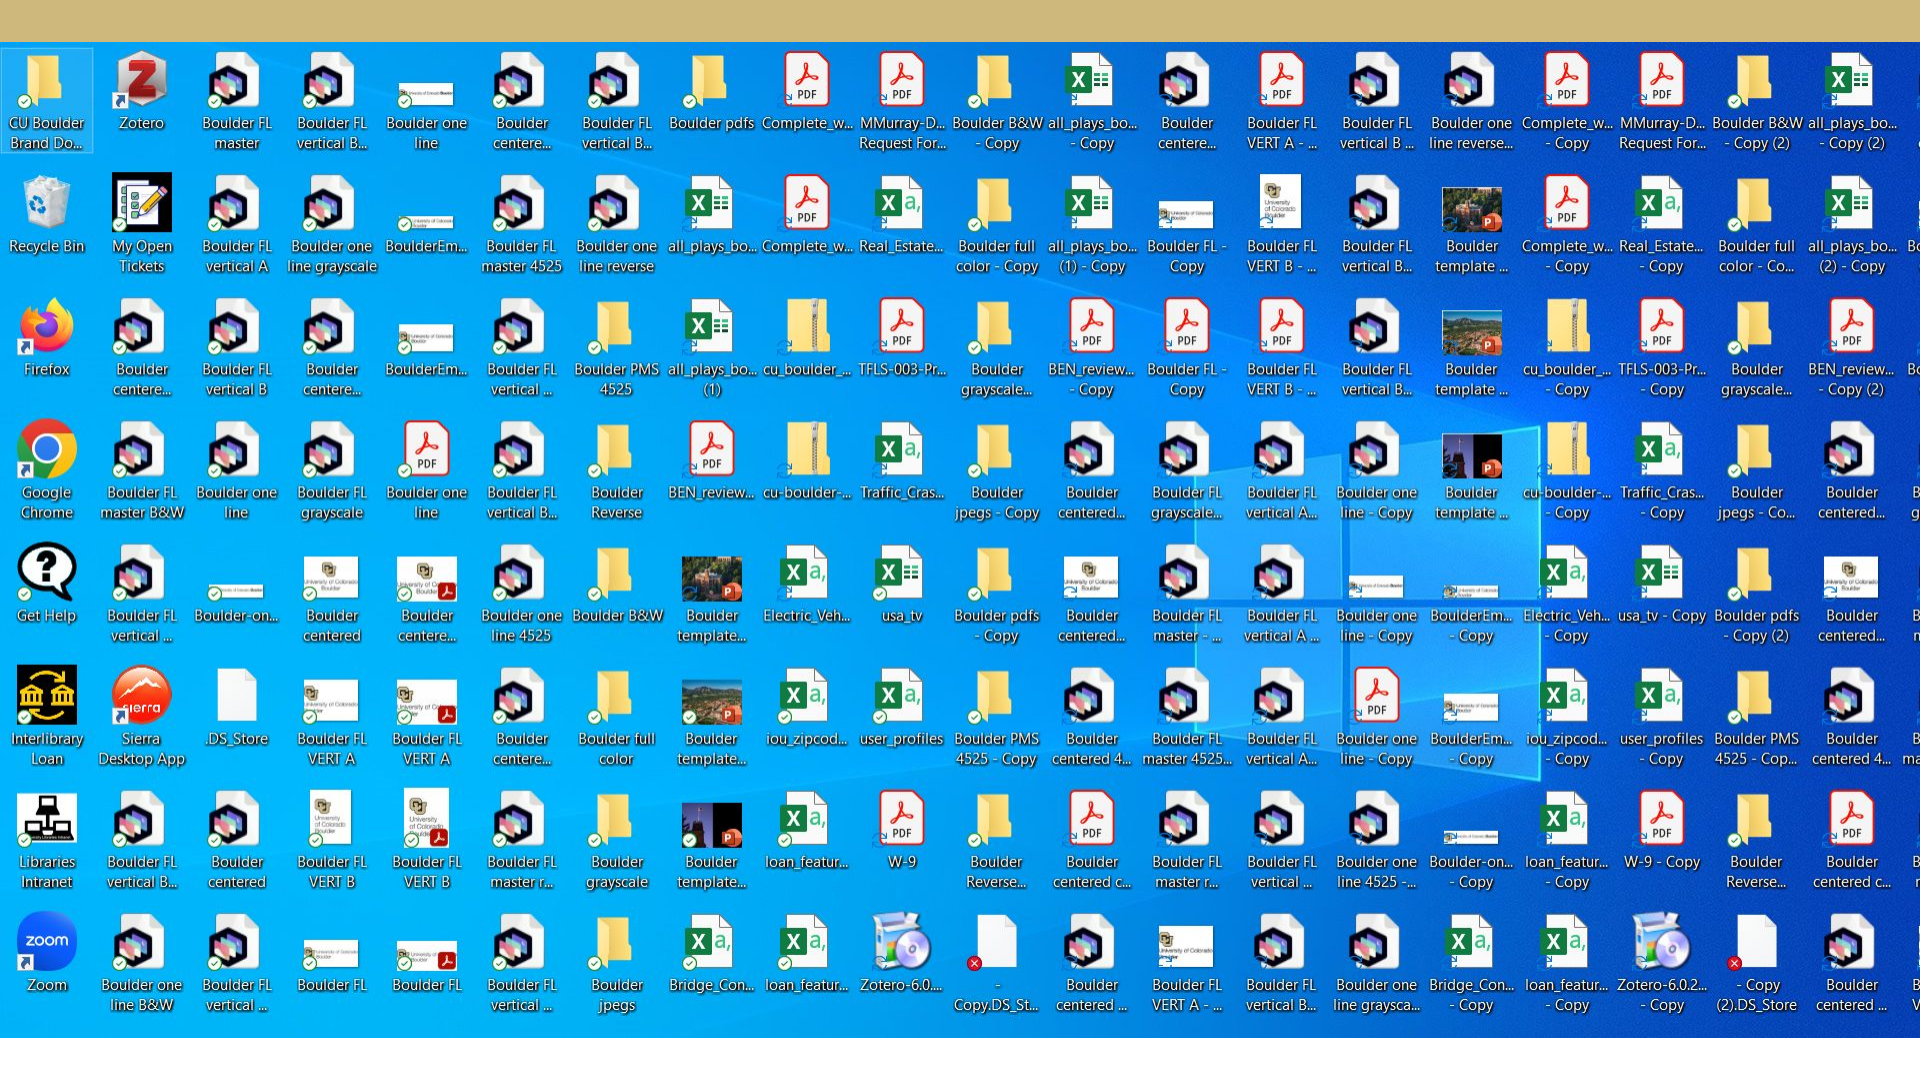 CU Boulder
Brand Do...
Zotero
Boulder FL
master
Boulder FL
vertical B...
Boulder one
line
Boulder
centere...
Boulder FL
vertical B...
Boulder pdfs
Complete_w...
MMurray-D...
Request For...
Boulder B&W
- Copy
all_plays_bo...
- Copy
Boulder
centere...
Boulder FL
VERT A - ...
Boulder FL
vertical B ...
Boulder one
line reverse...
Complete_w...
- Copy
MMurray-D...
Request For...
Boulder B&W
- Copy (2)
all_plays_bo...
- Copy (2)
Recycle Bin
My Open
Tickets
Boulder FL
vertical A
Boulder one
line grayscale
BoulderEm...
Boulder FL
master 4525
Boulder one
line reverse
all_plays_bo...
Complete_w...
Real_Estate...
Boulder full
color - Copy
all_plays_bo...
(1) - Copy
Boulder FL -
Copy
Boulder FL
VERT B - ...
Boulder FL
vertical B...
Boulder
template ...
Complete_w...
- Copy
Real_Estate...
- Copy
Boulder full
color - Co...
all_plays_bo...
(2) - Copy
Firefox
Boulder
centere...
Boulder FL
vertical B
Boulder
centere...
BoulderEm...
Boulder FL
vertical ...
Boulder PMS
4525
all_plays_bo...
(1)
cu_boulder_...
TFLS-003-Pr...
Boulder
grayscale...
BEN_review...
- Copy
Boulder FL -
Copy
Boulder FL
VERT B - ...
Boulder FL
vertical B...
Boulder
template ...
cu_boulder_...
- Copy
TFLS-003-Pr...
- Copy
Boulder
grayscale...
BEN_review...
- Copy (2)
Google
Chrome
Boulder FL
master B&W
Boulder one
line
Boulder FL
grayscale
Boulder one
line
Boulder FL
vertical B...
Boulder
Reverse
BEN_review...
cu-boulder-...
Traffic_Cras...
Boulder
jpegs - Copy
Boulder
centered...
Boulder FL
grayscale...
Boulder FL
vertical A...
Boulder one
line - Copy
Boulder
template ...
cu-boulder-...
- Copy
Traffic_Cras...
- Copy
Boulder
jpegs - Co...
Boulder
centered...
Get Help
Boulder FL
vertical ...
Boulder-on...
Boulder
centered
Boulder
centere...
Boulder one
line 4525
Boulder B&W
Boulder
template...
Electric_Veh...
usa_tv
Boulder pdfs
- Copy
Boulder
centered...
Boulder FL
master - ...
Boulder FL
vertical A ...
Boulder one
line - Copy
BoulderEm...
- Copy
Electric_Veh...
- Copy
usa_tv - Copy
Boulder pdfs
- Copy (2)
Boulder
centered...
Interlibrary
Loan
Sierra
Desktop App
.DS_Store
Boulder FL
VERT A
Boulder FL
VERT A
Boulder
centere...
Boulder full
color
Boulder
template...
iou_zipcod...
user_profiles
Boulder PMS
4525 - Copy
Boulder
centered 4...
Boulder FL
master 4525...
Boulder FL
vertical A...
Boulder one
line - Copy
BoulderEm...
- Copy
iou_zipcod...
- Copy
user_profiles
- Copy
Boulder PMS
4525 - Cop...
Boulder
centered 4...
Libraries
Intranet
Boulder FL
vertical B...
Boulder
centered
Boulder FL
VERT B
Boulder FL
VERT B
Boulder FL
master r...
Boulder
grayscale
Boulder
template...
loan_featur...
W-9
Boulder
Reverse...
Boulder
centered c...
Boulder FL
master r...
Boulder FL
vertical ...
Boulder one
line 4525 -...
Boulder-on...
- Copy
loan_featur...
- Copy
W-9 - Copy
Boulder
Reverse...
Boulder
centered c...
zoom
Zoom
Boulder one
line B&W
Boulder FL
vertical ...
Boulder FL
Boulder FL
Boulder FL
vertical ...
Boulder
jpegs
Bridge_Con...
loan_featur...
Zotero-6.0....
-
Copy.DS_St...
Boulder
centered ...
Boulder FL
VERT A - ...
Boulder FL
vertical B...
Boulder one
line graysca...
Bridge_Con...
- Copy
loan_featur...
- Copy
Zotero-6.0.2...
- Copy
- Copy
(2).DS_Store
Boulder
centered ...